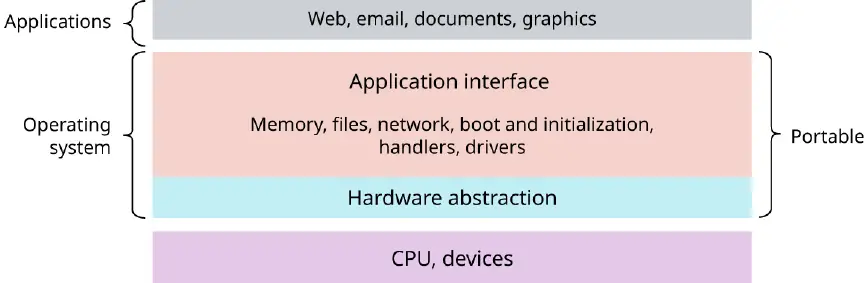 Applications
Web, email, documents, graphics
Application interface
Operating
system
Memory, files, network, boot and initialization,
handlers, drivers
Portable
Hardware abstraction
CPU, devices